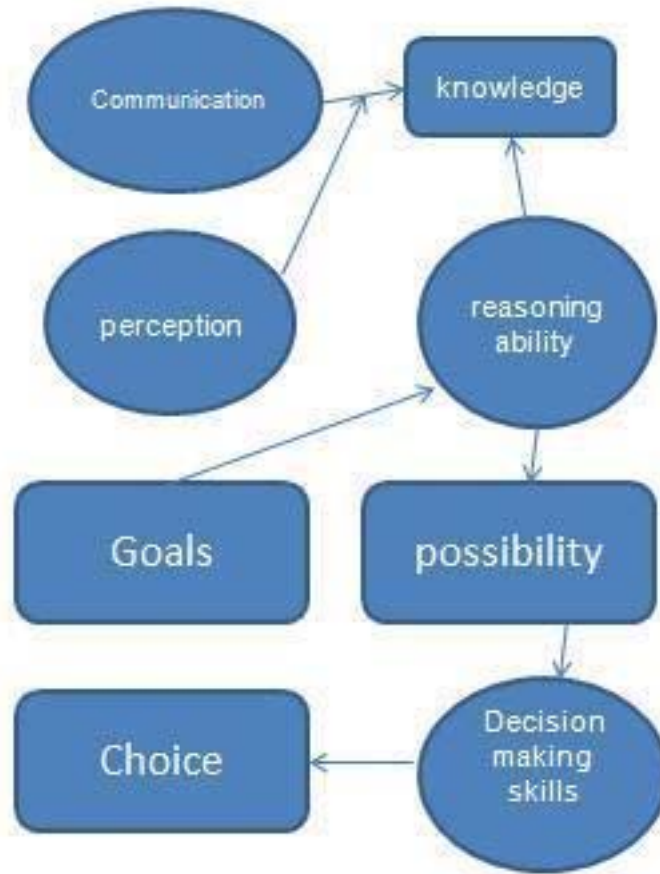 Communication
knowledge
perception
reasoning
ability
Goals
possibility
Choice
Decision
making
skills